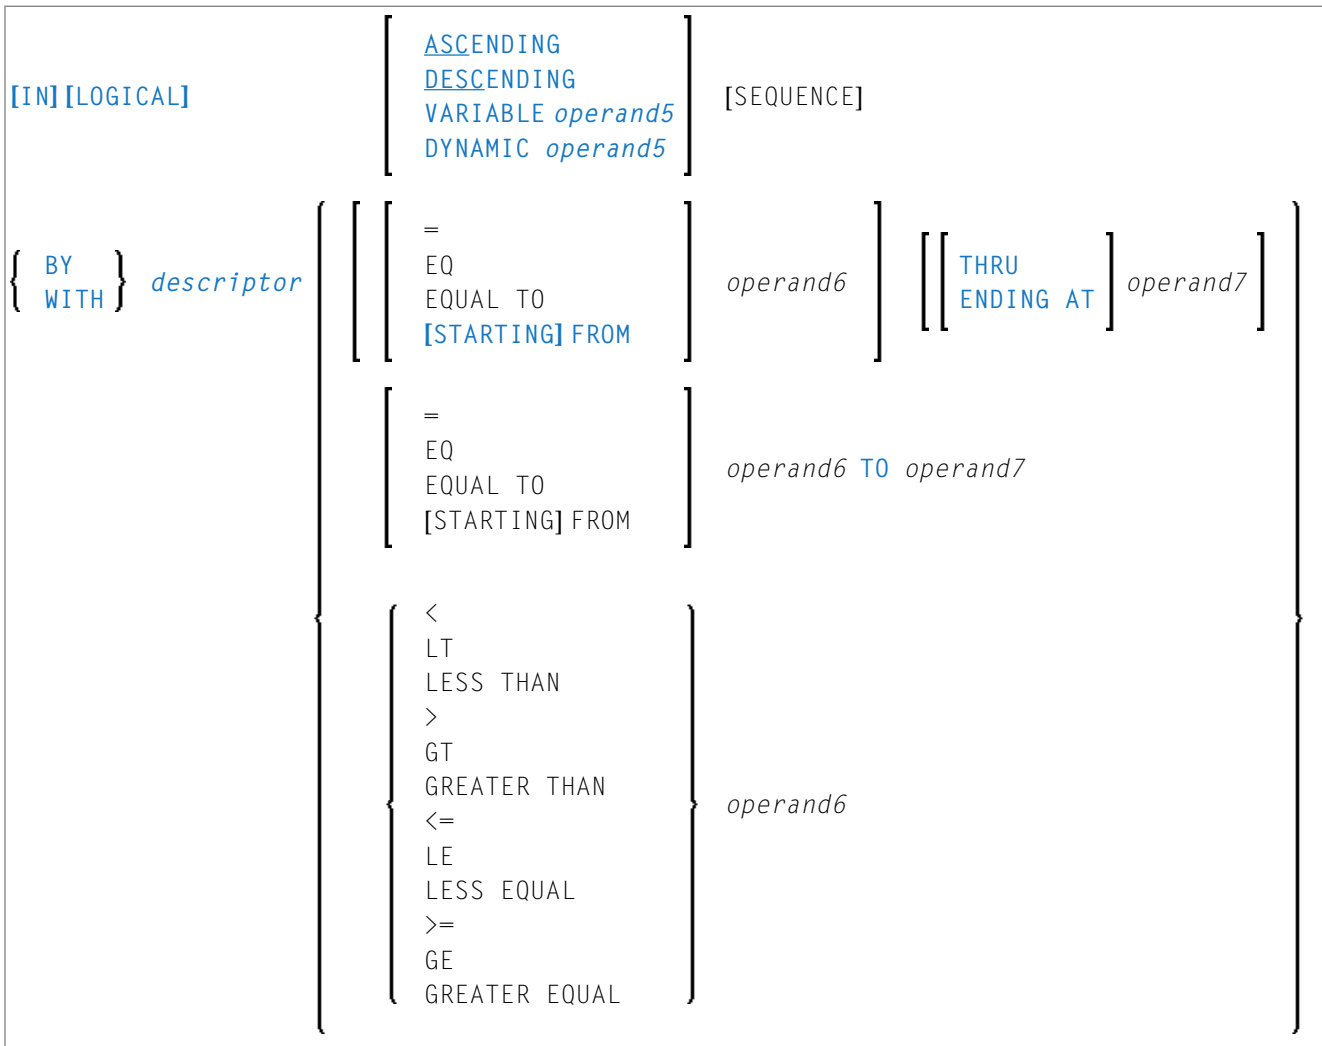 ASCENDING
DESCENDING
[IN] [LOGICAL] VARIABLE operand5 [SEQUENCE]
DYNAMIC operand5
=
EQ
EQUAL TO
[STARTING] FROM
operand6
THRU
ENDING AT
operand7
BY
WITH
descriptor
=
EQ
EQUAL TO
[STARTING] FROM
operand6 TO operand7
<
LT
LESS THAN
>
GT
GREATER THAN
<=
LE
LESS EQUAL
>=
GE
GREATER EQUAL
operand6